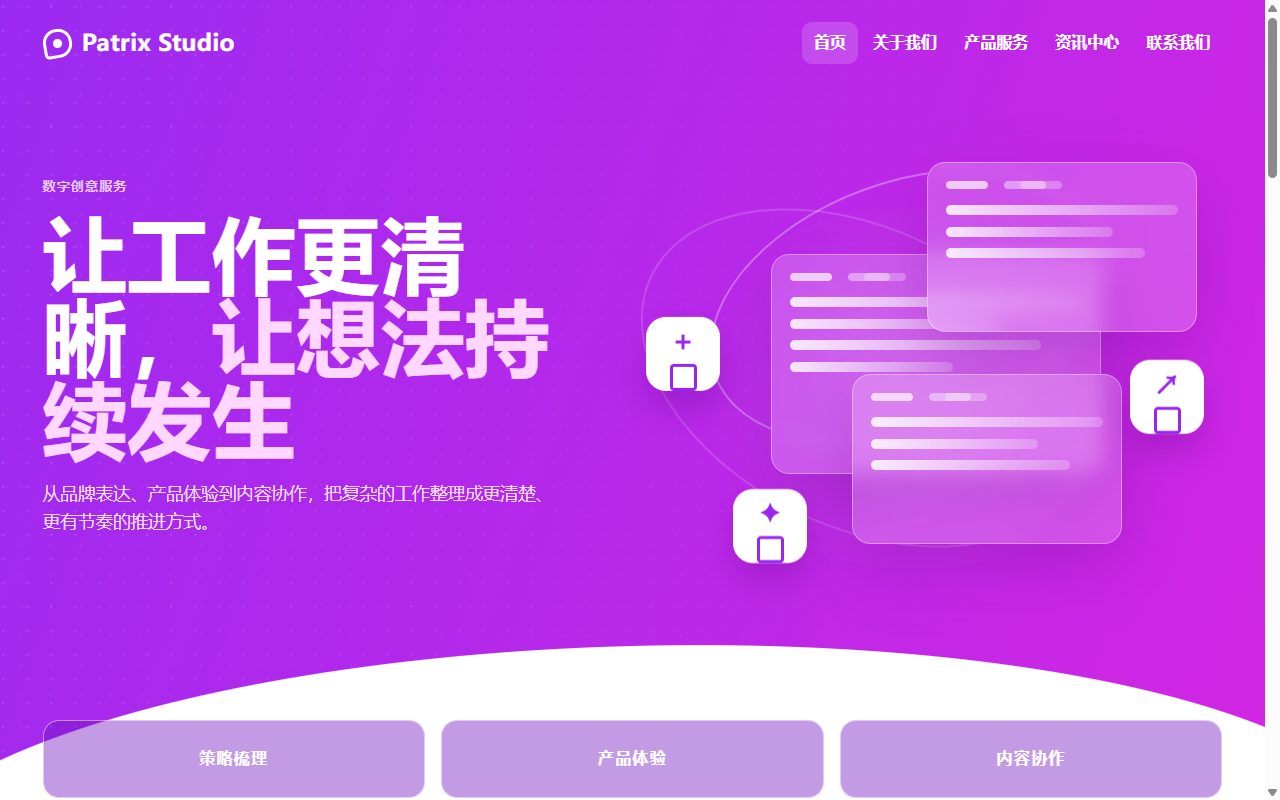 Patrix Studio
首页 关于我们 产品服务 资讯中心 联系我们
数字创意服务
让工作更清
晰，让想法持
续发生
从品牌表达、产品体验到内容协作，把复杂的工作整理成更清楚、
更有节奏的推进方式。
策略梳理 产品体验 内容协作